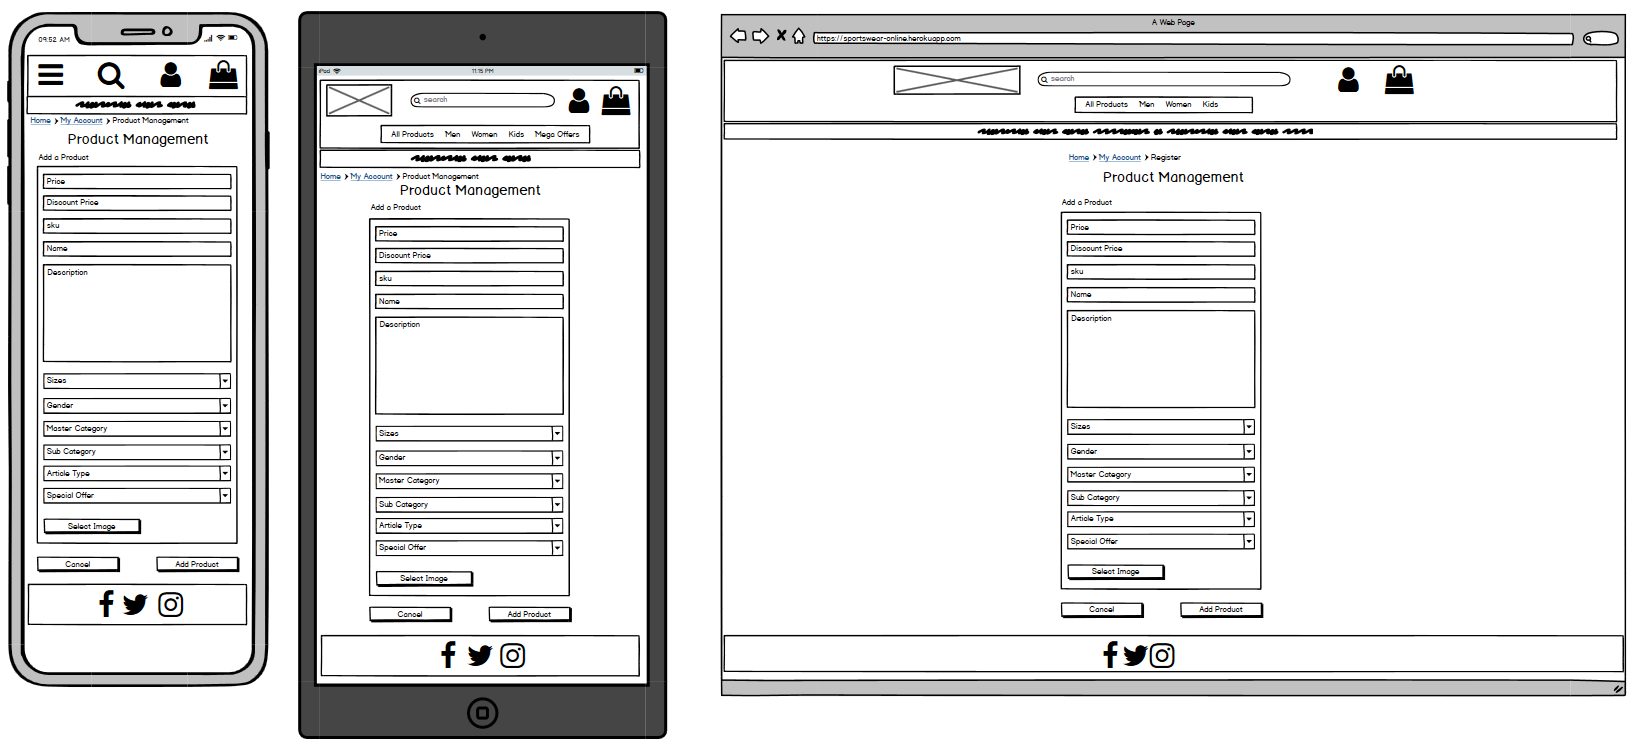 09:52 AM
Home > My Account > Product Management
Product Management
Add a Product
Price
Discount Price
sku
Name
Description
Sizes
Gender
Master Category
Sub Category
Article Type
Special Offer
Select Image
Cancel
Add Product
iPod
11:15 PM
search
All Products Men Women Kids Mega Offers
Home > My Account > Product Management
Product Management
Add a Product
Price
Discount Price
sku
Name
Description
Sizes
Gender
Master Category
Sub Category
Article Type
Special Offer
Select Image
Cancel
Add Product
A Web Page
https://sportswear-online.herokuapp.com
search
All Products Men Women Kids
Home > My Account > Register
Product Management
Add a Product
Price
Discount Price
sku
Name
Description
Sizes
Gender
Master Category
Sub Category
Article Type
Special Offer
Select Image
Cancel
Add Product